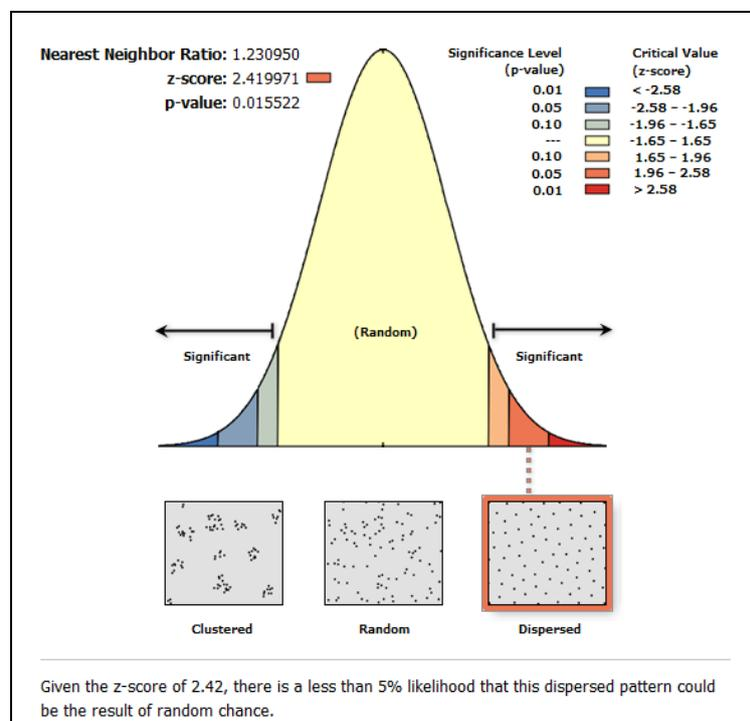 Nearest Neighbor Ratio: 1.230950
z-score: 2.419971
p-value: 0.015522
Significance Level
(p-value)
Critical Value
(z-score)
0.01 < -2.58
0.05 -2.58 – -1.96
0.10 -1.96 – -1.65
--- -1.65 – 1.65
0.10 1.65 – 1.96
0.05 1.96 – 2.58
0.01 > 2.58
(Random)
Significant
Significant
Clustered
Random
Dispersed
Given the z-score of 2.42, there is a less than 5% likelihood that this dispersed pattern could
be the result of random chance.